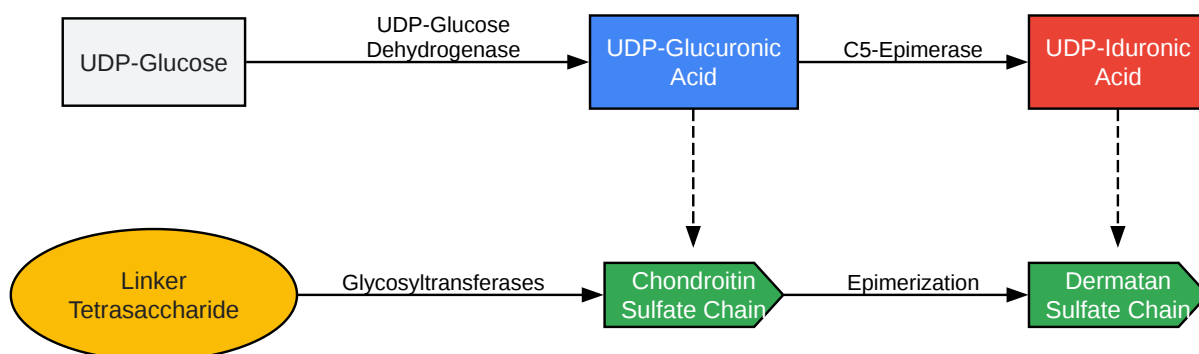 UDP-Glucose
UDP-Glucose
Dehydrogenase
UDP-Glucuronic
Acid
C5-Epimerase
UDP-Iduronic
Acid
Linker
Tetrasaccharide
Glycosyltransferases
Chondroitin
Sulfate Chain
Epimerization
Dermatan
Sulfate Chain